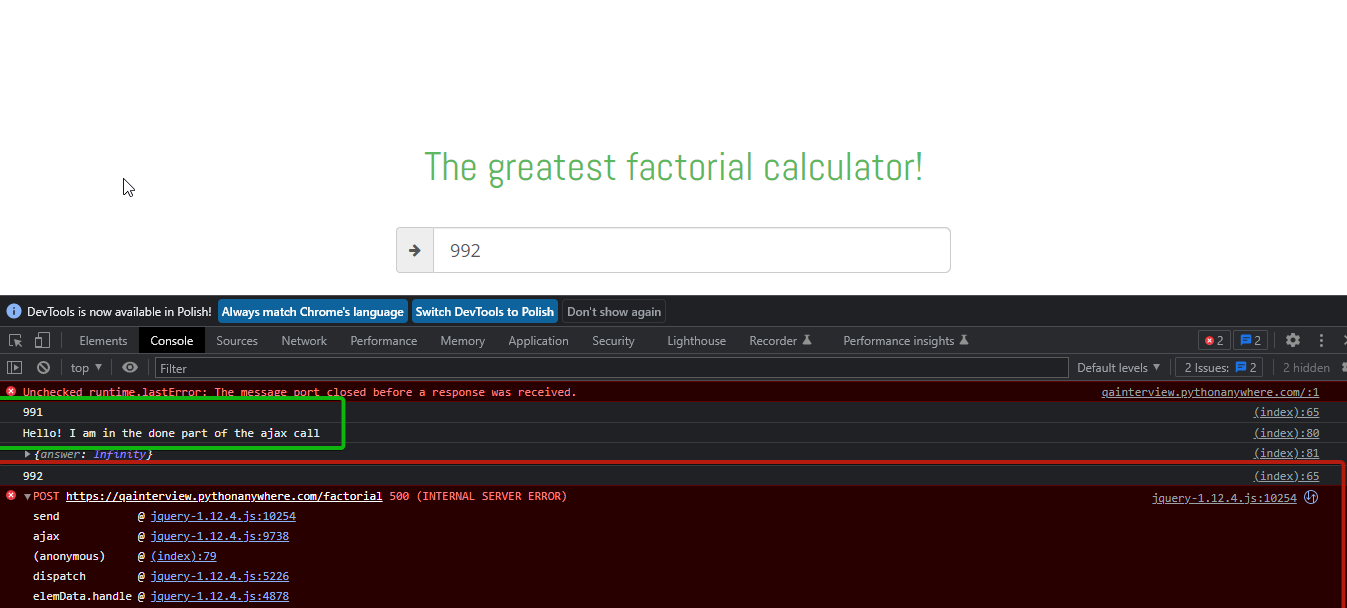 The greatest factorial calculator!
992
DevTools is now available in Polish! Always match Chrome's language Switch DevTools to Polish Don't show again
Elements Console Sources Network Performance Memory Application Security Lighthouse Recorder Performance insights 2 2
top Filter Default levels 2 Issues: 2 2 hidden
Unchecked runtime.lastError: The message port closed before a response was received. qainterview.pythonanywhere.com/:1
991 (index):65
Hello! I am in the done part of the ajax call (index):80
{answer: Infinity} (index):81
992 (index):65
POST https://qainterview.pythonanywhere.com/factorial 500 (INTERNAL SERVER ERROR) jquery-1.12.4.js:10254
send @ jquery-1.12.4.js:10254
ajax @ jquery-1.12.4.js:9738
(anonymous) @ (index):79
dispatch @ jquery-1.12.4.js:5226
elemData.handle @ jquery-1.12.4.js:4878